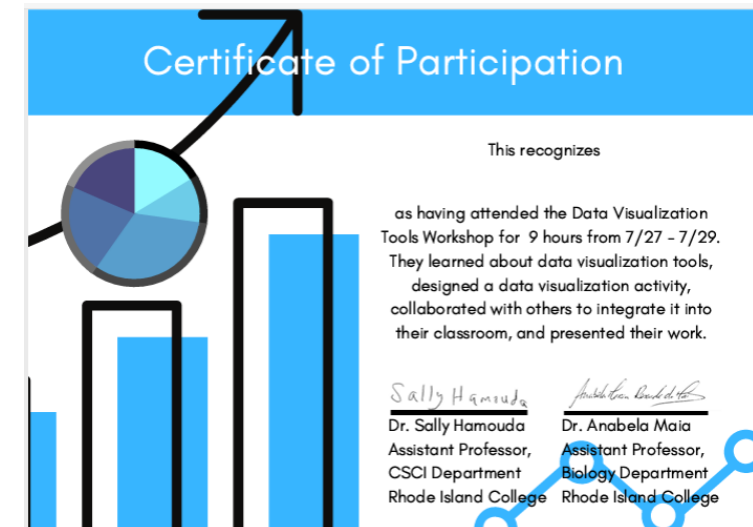 Certificate of Participation
This recognizes
as having attended the Data Visualization
Tools Workshop for 9 hours from 7/27 - 7/29.
They learned about data visualization tools,
designed a data visualization activity,
collaborated with others to integrate it into
their classroom, and presented their work.
Sally Hamouda
Dr. Sally Hamouda
Assistant Professor,
CSCI Department
Rhode Island College
Dr. Anabela Maia
Assistant Professor,
Biology Department
Rhode Island College